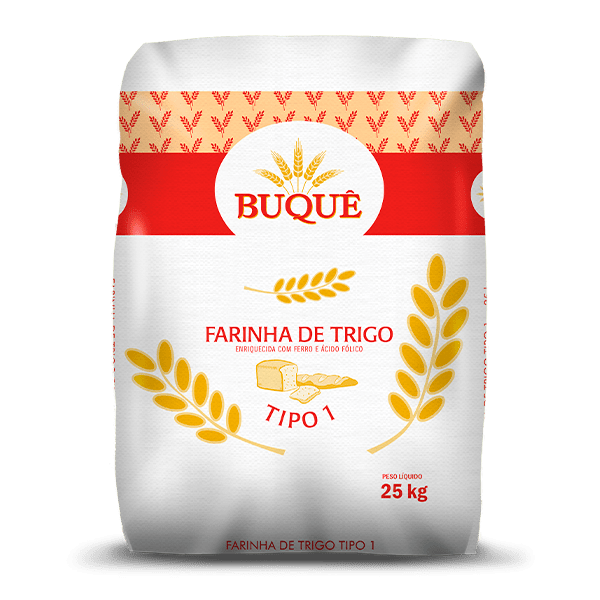 BUQUÊ
FARINHA DE TRIGO
ENRIQUECIDA COM FERRO E ÁCIDO FÓLICO
TIPO 1
PESO LÍQUIDO
25 kg
FARINHA DE TRIGO TIPO 1